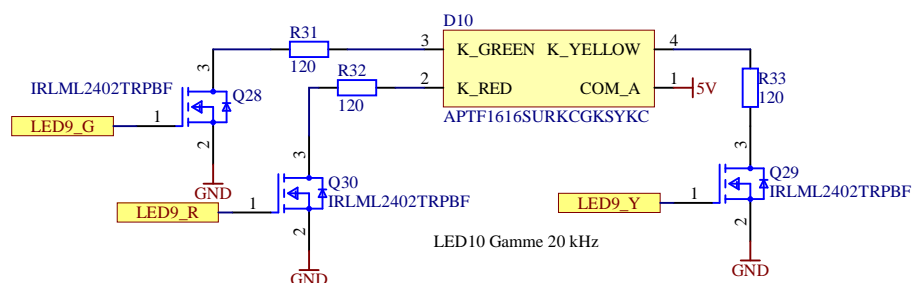 D10
R31
3 K_GREEN K_YELLOW 4
120
R32
3
2 K_RED COM_A 1 5V
R33
IRLML2402TRPBF Q28
120
120
APTF1616SURKCGKSYKC
LED9_G 1
2
3
3
Q29
GND
Q30
IRLML2402TRPBF
IRLML2402TRPBF
LED9_R 1
LED9_Y 1
2
2
LED10 Gamme 20 kHz
GND
GND